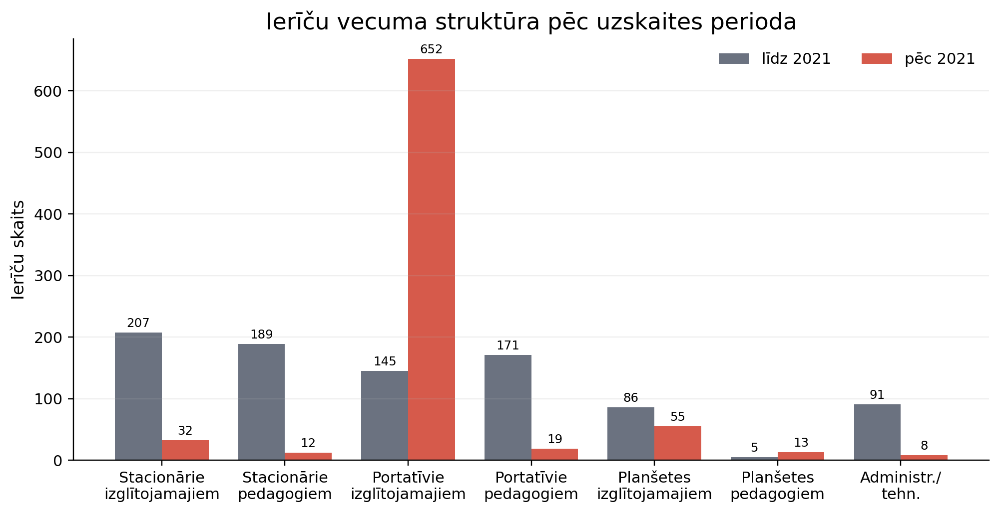 Ierīču vecuma struktūra pēc uzskaites perioda
līdz 2021
pēc 2021
Ierīču skaits
600
500
400
300
200
100
0
207
32
189
12
145
652
171
19
86
55
5
13
91
8
Stacionārie
izglītojamajiem
Stacionārie
pedagogiem
Portatīvie
izglītojamajiem
Portatīvie
pedagogiem
Planšetes
izglītojamajiem
Planšetes
pedagogiem
Administr./
tehn.